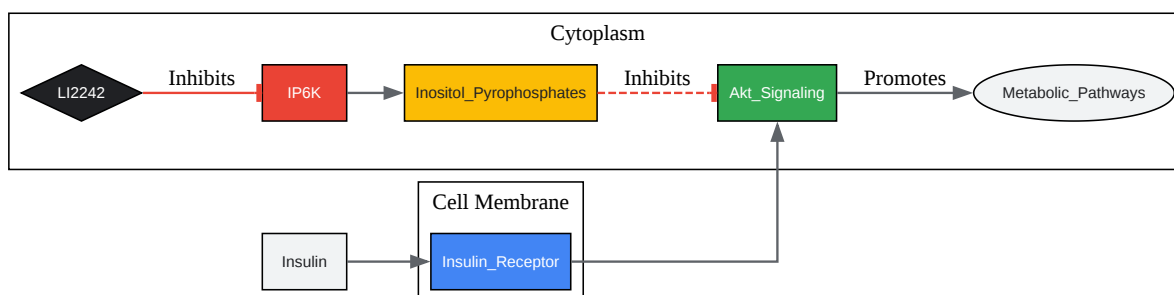 Cytoplasm
LI2242
Inhibits
IP6K
Inositol_Pyrophosphates
Inhibits
Akt_Signaling
Promotes
Metabolic_Pathways
Cell Membrane
Insulin
Insulin_Receptor